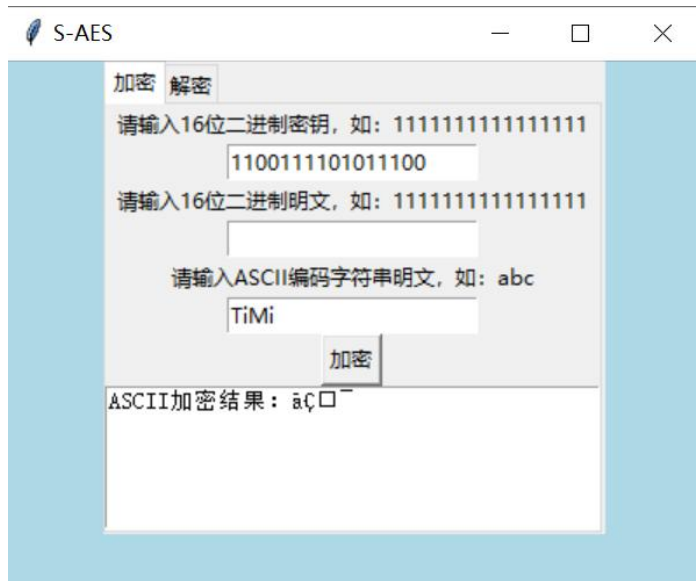 S-AES
加密 解密
请输入16位二进制密钥，如：1111111111111111
1100111101011100
请输入16位二进制明文，如：1111111111111111
请输入ASCII编码字符串明文，如：abc
TiMi
加密
ASCII加密结果：äÇ□¯